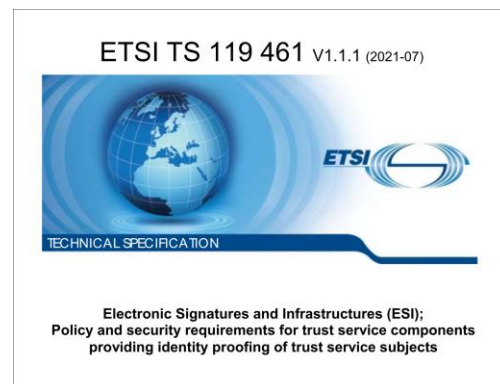 ETSI TS 119 461 V1.1.1 (2021-07)
ETSI
TECHNICAL SPECIFICATION
Electronic Signatures and Infrastructures (ESI);
Policy and security requirements for trust service components
providing identity proofing of trust service subjects